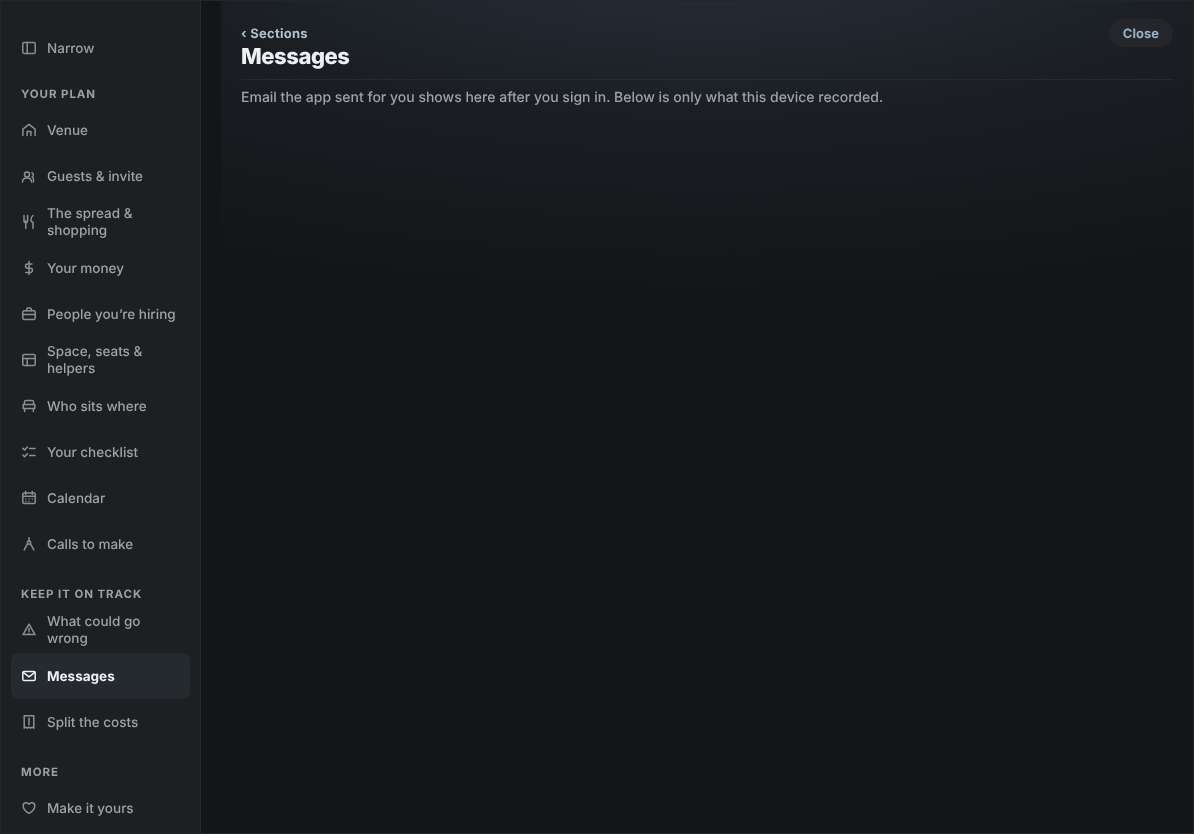 Narrow
YOUR PLAN
Venue
Guests & invite
The spread &
shopping
Your money
People you’re hiring
Space, seats &
helpers
Who sits where
Your checklist
Calendar
Calls to make
KEEP IT ON TRACK
What could go
wrong
Messages
Split the costs
MORE
Make it yours
‹ Sections
Close
Messages
Email the app sent for you shows here after you sign in. Below is only what this device recorded.